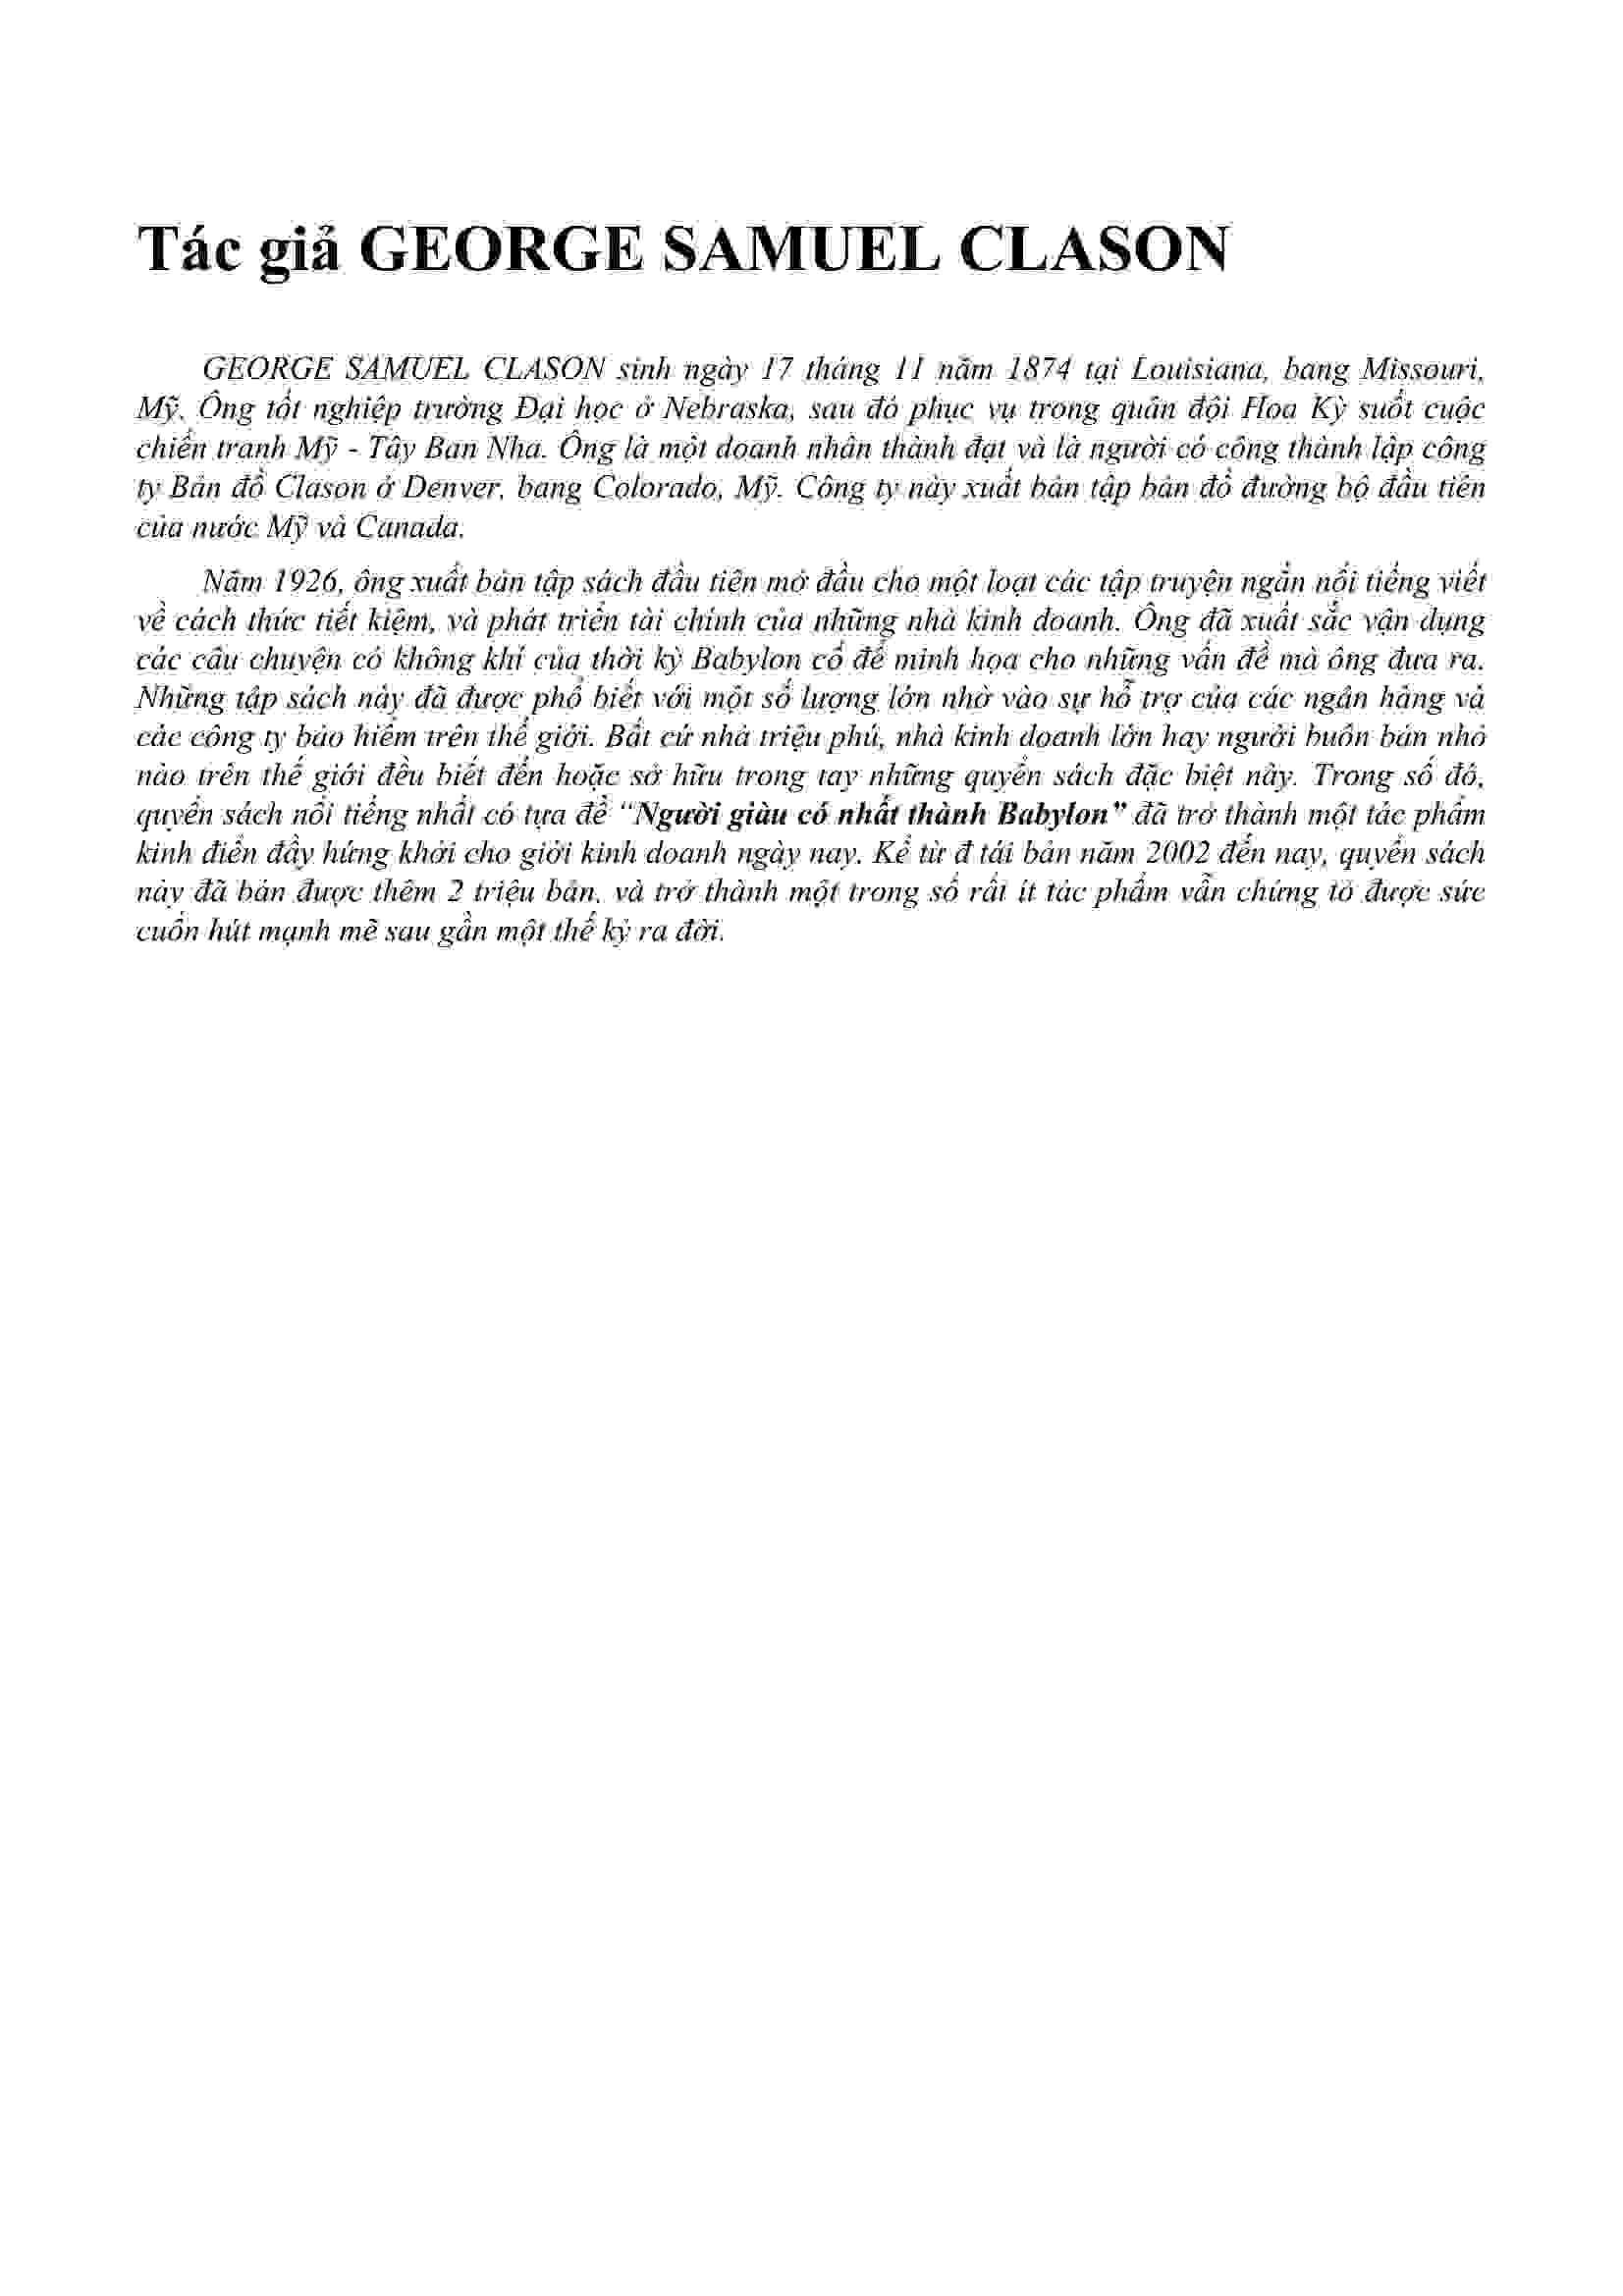 Tác giả GEORGE SAMUEL CLASON
GEORGE SAMUEL CLASON sinh ngày 17 tháng 11 năm 1874 tại Louisiana, bang Missouri,
Mỹ. Ông tốt nghiệp trường Đại học ở Nebraska, sau đó phục vụ trong quân đội Hoa Kỳ suốt cuộc
chiến tranh Mỹ - Tây Ban Nha. Ông là một doanh nhân thành đạt và là người có công thành lập công
ty Bản đồ Clason ở Denver, bang Colorado, Mỹ. Công ty này xuất bản tập bản đồ đường bộ đầu tiên
của nước Mỹ và Canada.
Năm 1926, ông xuất bản tập sách đầu tiên mở đầu cho một loạt các tập truyện ngắn nổi tiếng viết
về cách thức tiết kiệm, và phát triển tài chính của những nhà kinh doanh. Ông đã xuất sắc vận dụng
các câu chuyện có không khí của thời kỳ Babylon cổ để minh họa cho những vấn đề mà ông đưa ra.
Những tập sách này đã được phổ biết với một số lượng lớn nhờ vào sự hỗ trợ của các ngân hàng và
các công ty bảo hiểm trên thế giới. Bất cứ nhà triệu phú, nhà kinh doanh lớn hay người buôn bán nhỏ
nào trên thế giới đều biết đến hoặc sở hữu trong tay những quyển sách đặc biệt này. Trong số đó,
quyển sách nổi tiếng nhất có tựa đề “Người giàu có nhất thành Babylon” đã trở thành một tác phẩm
kinh điển đầy hứng khởi cho giới kinh doanh ngày nay. Kể từ đ tái bản năm 2002 đến nay, quyển sách
này đã bán được thêm 2 triệu bản, và trở thành một trong số rất ít tác phẩm vẫn chứng tỏ được sức
cuốn hút mạnh mẽ sau gần một thế kỷ ra đời.